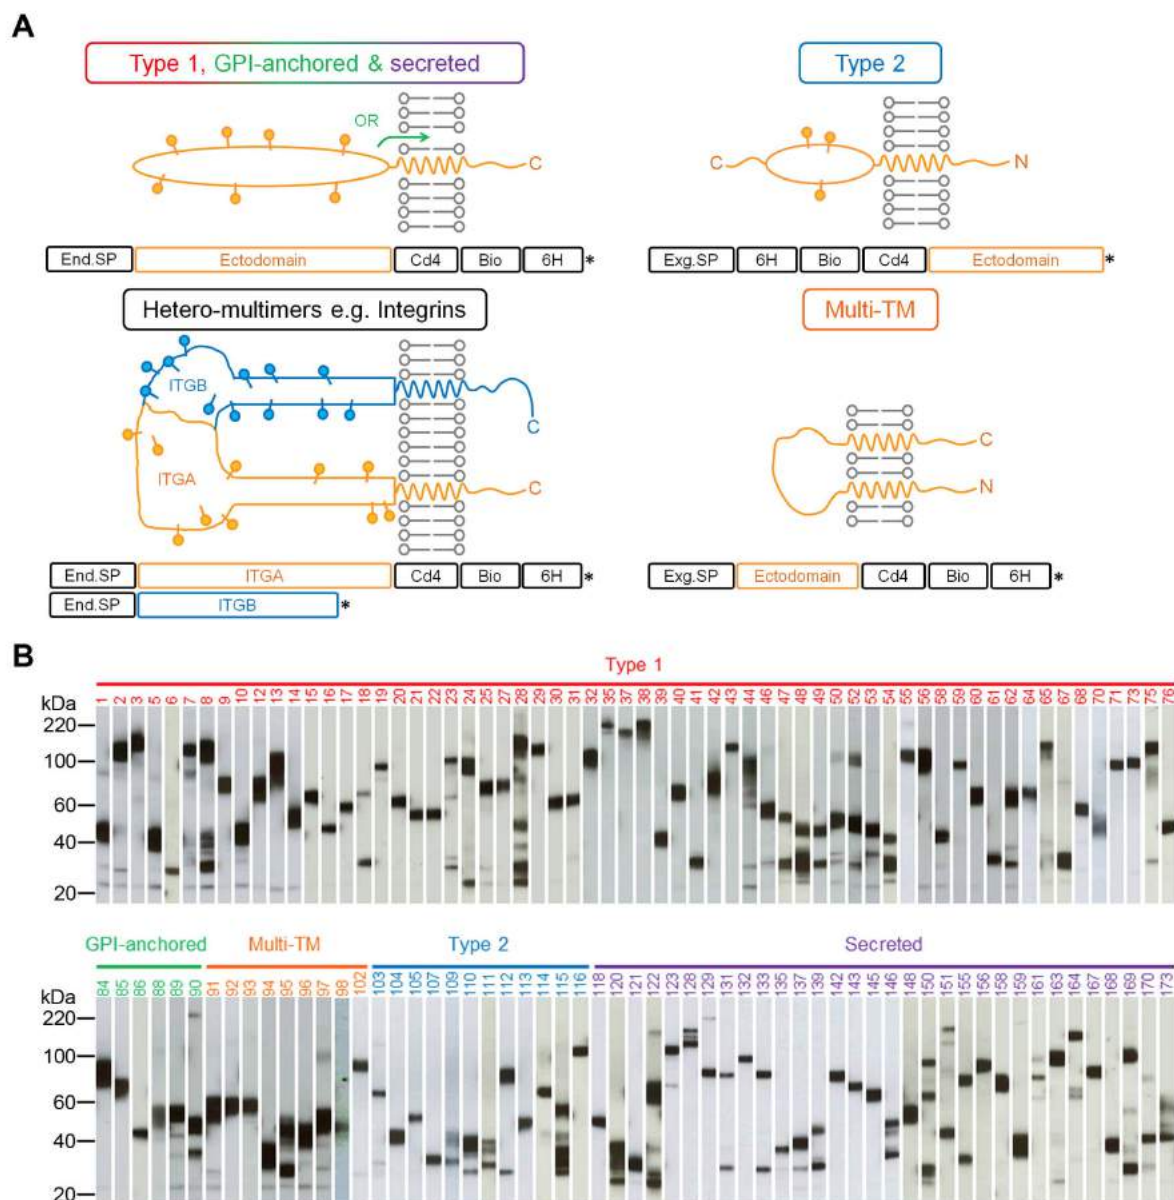 A
Type 1, GPI-anchored & secreted
Type 2
OR
C
C
N
End.SP Ectodomain Cd4 Bio 6H *
Exg.SP 6H Bio Cd4 Ectodomain *
Hetero-multimers e.g. Integrins
Multi-TM
ITGB
C
ITGA
C
C
N
End.SP ITGA Cd4 Bio 6H *
End.SP ITGB *
Exg.SP Ectodomain Cd4 Bio 6H *
B
Type 1
kDa 1 2 3 5 6 7 8 9 10 12 13 14 15 16 17 18 19 20 21 22 23 24 25 27 28 29 30 31 32 35 37 38 39 40 41 42 43 44 46 47 48 49 50 52 53 54 55 56 58 59 60 61 62 64 65 67 68 70 71 73 75 76
220
100
60
40
20
GPI-anchored Multi-TM Type 2 Secreted
kDa 84 85 86 88 89 90 91 92 93 94 95 96 97 98 102 103 104 105 107 109 110 111 112 113 114 115 116 118 120 121 122 123 128 129 131 132 133 135 137 139 142 143 145 146 148 150 151 155 156 158 159 161 163 164 167 168 169 170 173
220
100
60
40
20